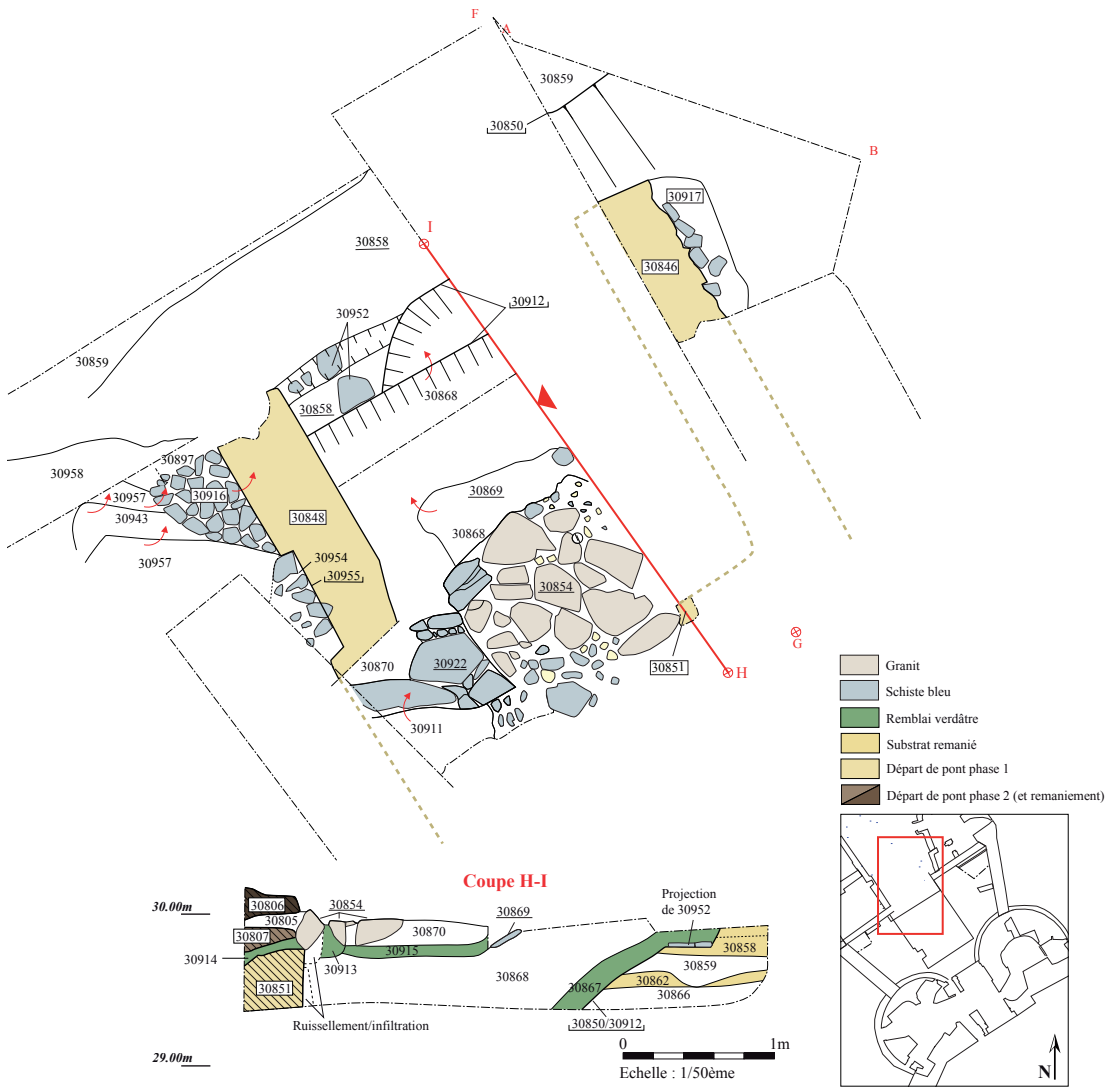 F
A
30859
30850
B
30917
I
30858
30846
30912
30952
30859
30868
30858
30897
30958
30869
30957
30916
30943
30848
30868
30957
30954
30955
30854
G
30851
30870
30922
H
30911
Granit
Schiste bleu
Remblai verdâtre
Substrat remanié
Départ de pont phase 1
Départ de pont phase 2 (et remaniement)
Coupe H-I
30.00m
30806
30854
30869
Projection
de 30952
30805
30870
30807
30858
30915
30914
30913
30859
30868
30851
30867
30862
30866
Ruissellement/infiltration
30850/30912
0
1m
29.00m
Echelle : 1/50ème
N